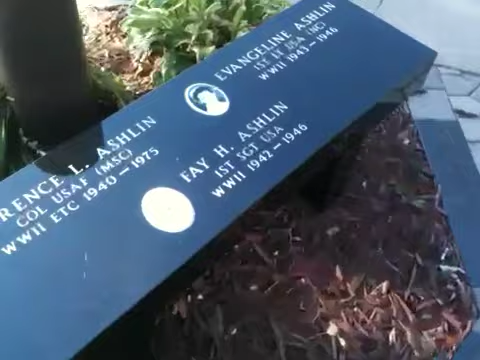 L. ASHLIN
COL USAF (MSC)
WWII ETC 1940 – 1975
EVANGELINE ASHLIN
1ST LT USA (NC)
WWII 1943 – 1946
FAY H. ASHLIN
1ST SGT USA
WWII 1942 – 1946